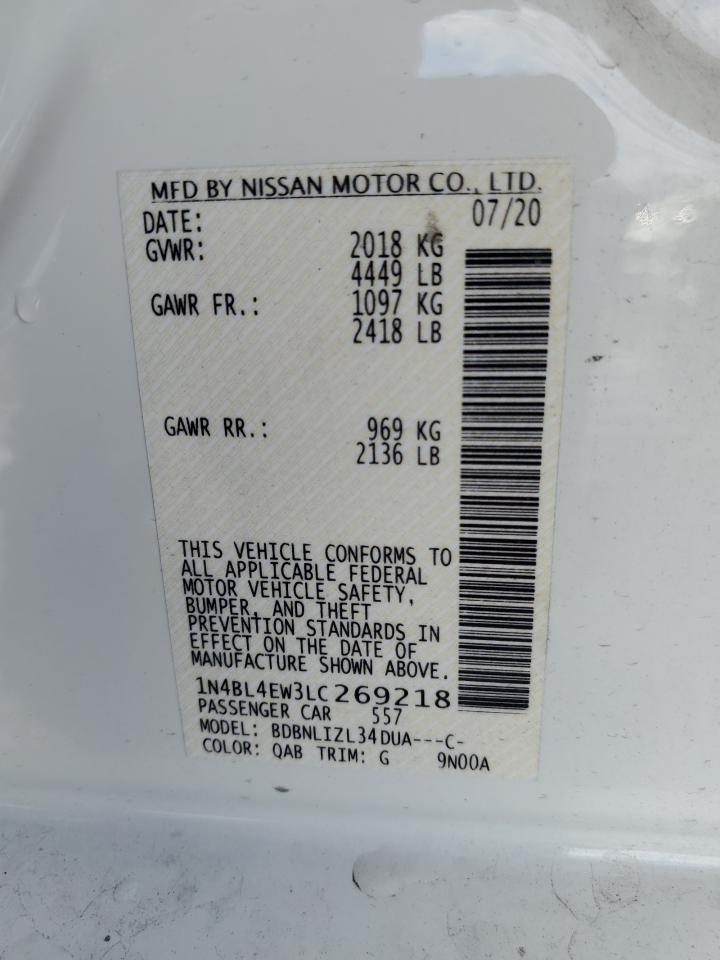 MFD BY NISSAN MOTOR CO., LTD.
DATE: 07/20
GVWR: 2018 KG
4449 LB
GAWR FR.: 1097 KG
2418 LB
GAWR RR.: 969 KG
2136 LB
THIS VEHICLE CONFORMS TO
ALL APPLICABLE FEDERAL
MOTOR VEHICLE SAFETY,
BUMPER, AND THEFT
PREVENTION STANDARDS IN
EFFECT ON THE DATE OF
MANUFACTURE SHOWN ABOVE.
1N4BL4EW3LC269218
PASSENGER CAR 557
MODEL: BDBNLIZL34DUA---C-
COLOR: QAB TRIM: G 9N00A